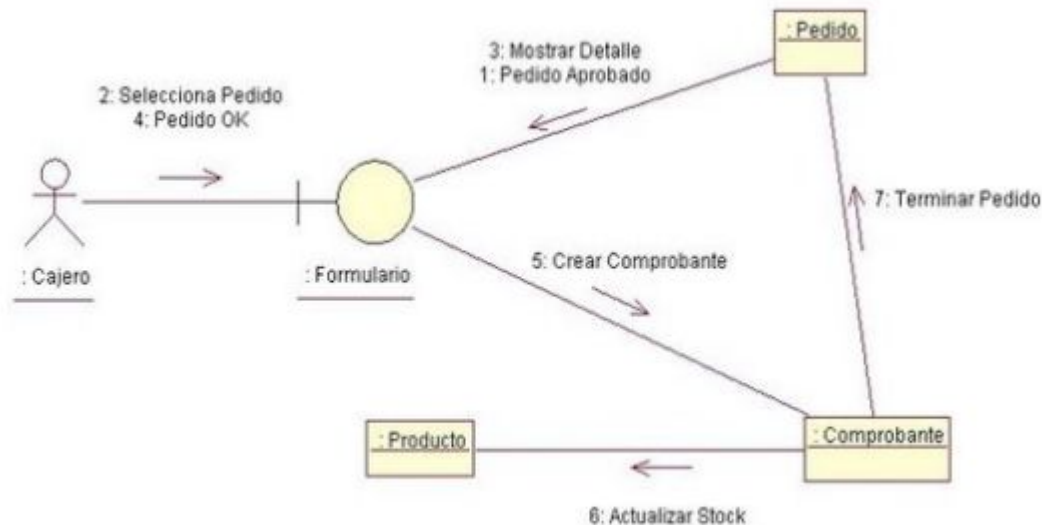 : Pedido
3: Mostrar Detalle
1: Pedido Aprobado
2: Selecciona Pedido
4: Pedido OK
7: Terminar Pedido
: Cajero
: Formulario
5: Crear Comprobante
: Producto
: Comprobante
6: Actualizar Stock